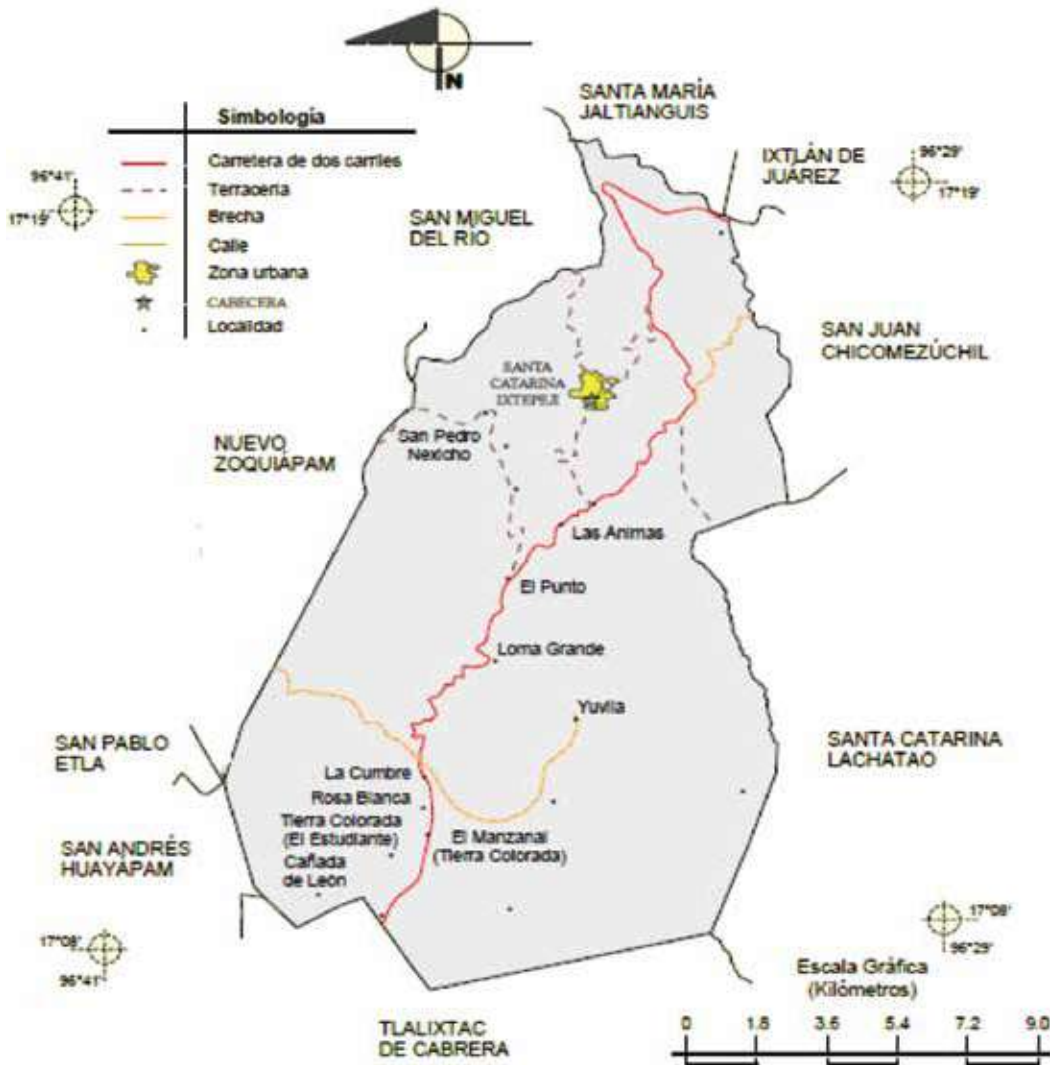 N
Simbología
Carretera de dos carriles
Terracería
Brecha
Calle
Zona urbana
CABECERA
Localidad
96°41'
17°19'
SANTA MARÍA
JALTIANGUIS
IXTLÁN DE
JUÁREZ
96°29'
17°19'
SAN MIGUEL
DEL RÍO
SAN JUAN
CHICOMEZÚCHIL
SANTA
CATARINA
IXTEPEJI
NUEVO
ZOQUIÁPAM
San Pedro
Nexicho
Las Animas
El Punto
Loma Grande
Yuvila
SAN PABLO
ETLA
SANTA CATARINA
LACHATAO
La Cumbre
Rosa Blanca
Tierra Colorada
(El Estudiante)
El Manzanal
(Tierra Colorada)
SAN ANDRÉS
HUAYÁPAM
Cañada
de León
17°08'
96°41'
17°08'
96°29'
Escala Gráfica
(Kilómetros)
TLALIXTAC
DE CABRERA
0 1.8 3.6 5.4 7.2 9.0